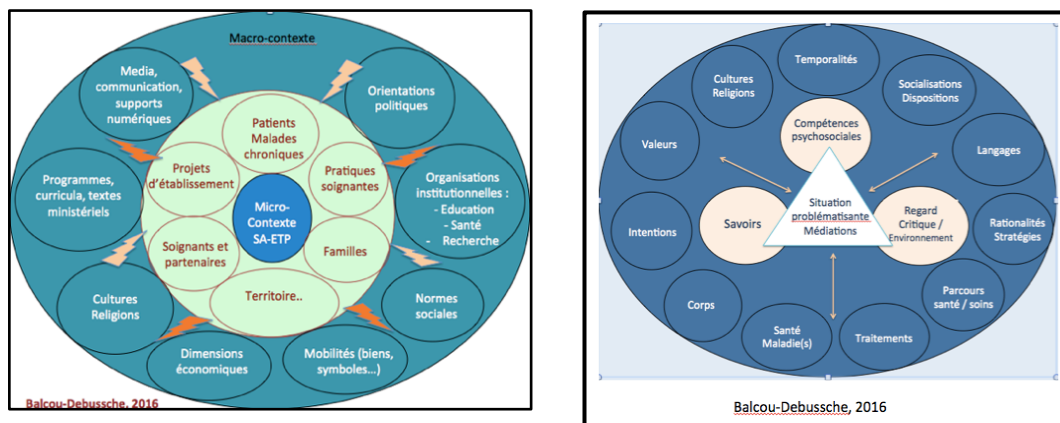 Macro-contexte
Media,
communication,
supports
numériques
Orientations
politiques
Patients
Malades
chroniques
Projets
d'établissement
Pratiques
soignantes
Programmes,
curricula, textes
ministériels
Organisations
institutionnelles :
- Education
- Santé
- Recherche
Micro-
Contexte
SA-ETP
Soignants et
partenaires
Familles
Territoire..
Cultures
Religions
Normes
sociales
Dimensions
économiques
Mobilités (biens,
symboles...)
Balcou-Debussche, 2016
Temporalités
Cultures
Religions
Socialisations
Dispositions
Compétences
psychosociales
Valeurs
Langages
Situation
problématisante
Médiations
Savoirs
Regard
Critique /
Environnement
Intentions
Rationalités
Stratégies
Corps
Parcours
santé / soins
Santé
Maladie(s)
Traitements
Balcou-Debussche, 2016